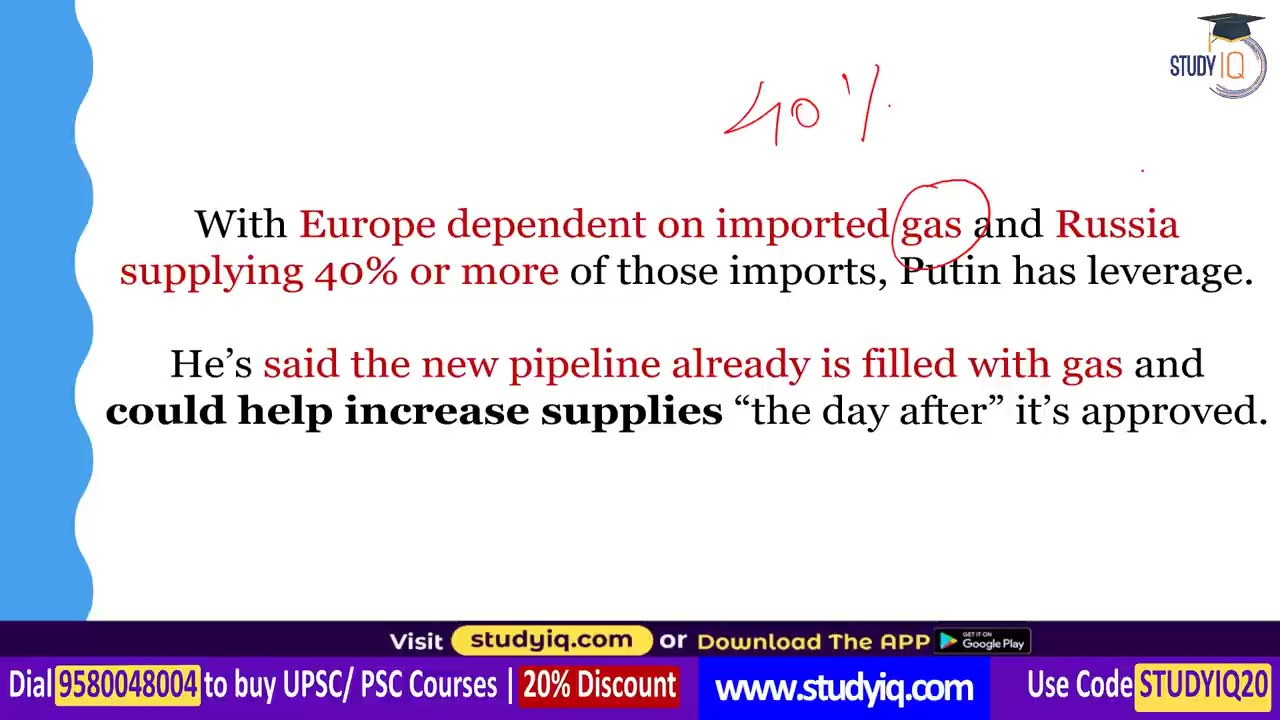 STUDY IQ
40%
With Europe dependent on imported gas and Russia
supplying 40% or more of those imports, Putin has leverage.
He’s said the new pipeline already is filled with gas and
could help increase supplies “the day after” it’s approved.
Visit studyiq.com or Download The APP GET IT ON Google Play
Dial 9580048004 to buy UPSC/ PSC Courses | 20% Discount www.studyiq.com Use Code STUDYIQ20